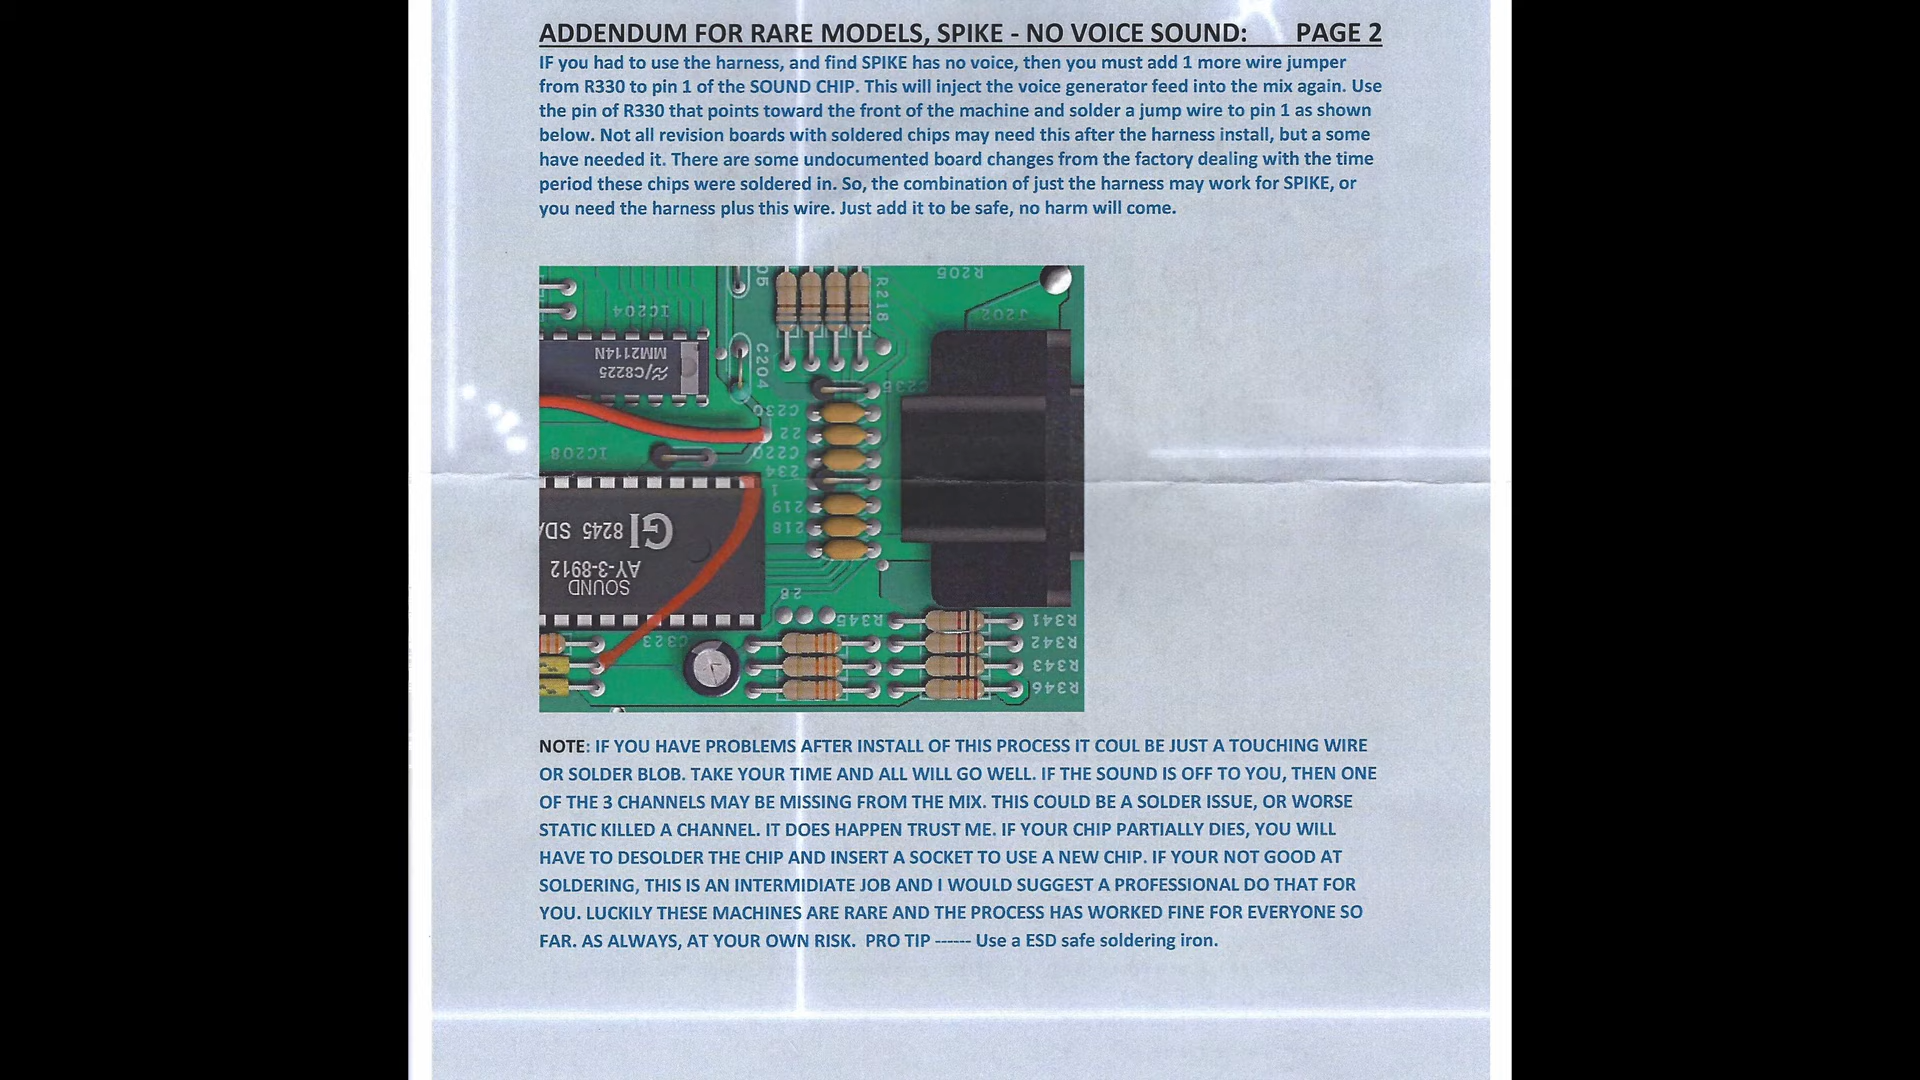 ADDENDUM FOR RARE MODELS, SPIKE - NO VOICE SOUND: PAGE 2
IF you had to use the harness, and find SPIKE has no voice, then you must add 1 more wire jumper
from R330 to pin 1 of the SOUND CHIP. This will inject the voice generator feed into the mix again. Use
the pin of R330 that points toward the front of the machine and solder a jump wire to pin 1 as shown
below. Not all revision boards with soldered chips may need this after the harness install, but a some
have needed it. There are some undocumented board changes from the factory dealing with the time
period these chips were soldered in. So, the combination of just the harness may work for SPIKE, or
you need the harness plus this wire. Just add it to be safe, no harm will come.
R205
05
R218
J202
IC204
MM2114N
C8225
C204
C235
C230
22
C220
IC208
234
1
219
218
GI
8245 SDA
AY-3-8912
SOUND
28
R345
R341
C323
R342
R343
R346
NOTE: IF YOU HAVE PROBLEMS AFTER INSTALL OF THIS PROCESS IT COUL BE JUST A TOUCHING WIRE
OR SOLDER BLOB. TAKE YOUR TIME AND ALL WILL GO WELL. IF THE SOUND IS OFF TO YOU, THEN ONE
OF THE 3 CHANNELS MAY BE MISSING FROM THE MIX. THIS COULD BE A SOLDER ISSUE, OR WORSE
STATIC KILLED A CHANNEL. IT DOES HAPPEN TRUST ME. IF YOUR CHIP PARTIALLY DIES, YOU WILL
HAVE TO DESOLDER THE CHIP AND INSERT A SOCKET TO USE A NEW CHIP. IF YOUR NOT GOOD AT
SOLDERING, THIS IS AN INTERMIDIATE JOB AND I WOULD SUGGEST A PROFESSIONAL DO THAT FOR
YOU. LUCKILY THESE MACHINES ARE RARE AND THE PROCESS HAS WORKED FINE FOR EVERYONE SO
FAR. AS ALWAYS, AT YOUR OWN RISK. PRO TIP ------ Use a ESD safe soldering iron.